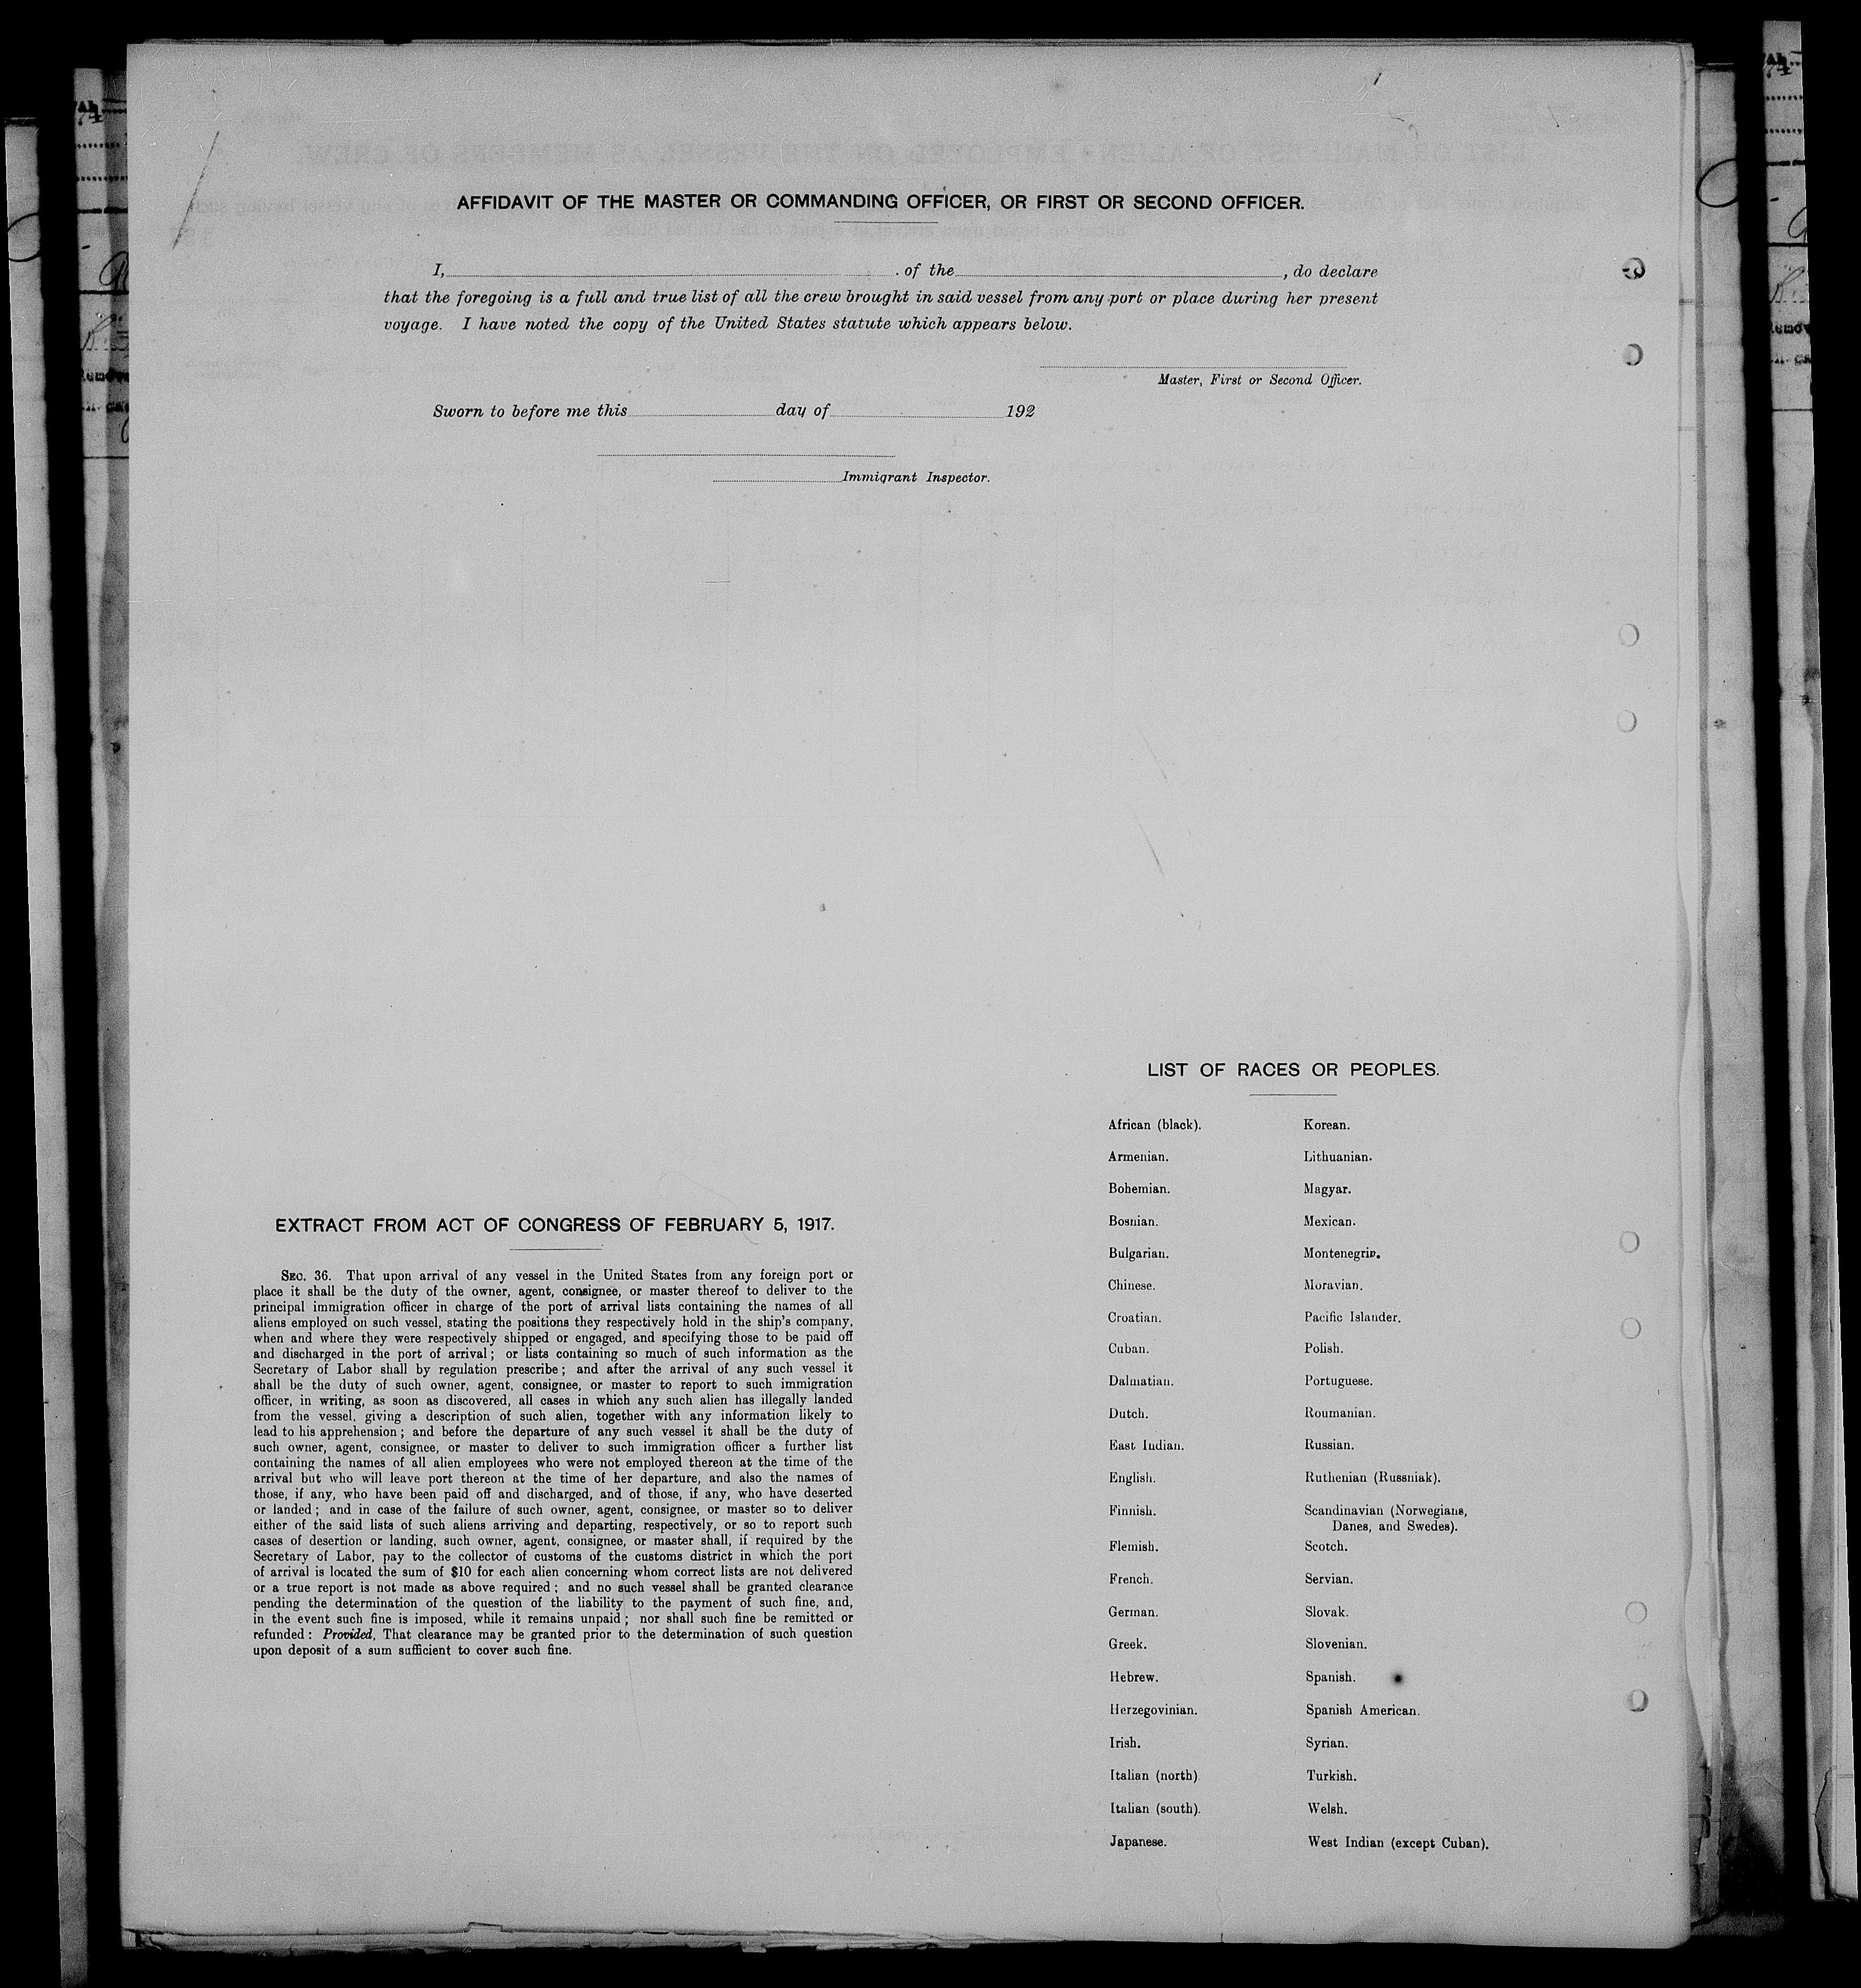 AFFIDAVIT OF THE MASTER OR COMMANDING OFFICER, OR FIRST OR SECOND OFFICER.
I, of the , do declare
that the foregoing is a full and true list of all the crew brought in said vessel from any port or place during her present
voyage. I have noted the copy of the United States statute which appears below.
Master, First or Second Officer.
Sworn to before me this day of 192
Immigrant Inspector.
EXTRACT FROM ACT OF CONGRESS OF FEBRUARY 5, 1917.
SEC. 36. That upon arrival of any vessel in the United States from any foreign port or
place it shall be the duty of the owner, agent, consignee, or master thereof to deliver to the
principal immigration officer in charge of the port of arrival lists containing the names of all
aliens employed on such vessel, stating the positions they respectively hold in the ship's company,
when and where they were respectively shipped or engaged, and specifying those to be paid off
and discharged in the port of arrival; or lists containing so much of such information as the
Secretary of Labor shall by regulation prescribe; and after the arrival of any such vessel it
shall be the duty of such owner, agent, consignee, or master to report to such immigration
officer, in writing, as soon as discovered, all cases in which any such alien has illegally landed
from the vessel, giving a description of such alien, together with any information likely to
lead to his apprehension; and before the departure of any such vessel it shall be the duty of
such owner, agent, consignee, or master to deliver to such immigration officer a further list
containing the names of all alien employees who were not employed thereon at the time of the
arrival but who will leave port thereon at the time of her departure, and also the names of
those, if any, who have been paid off and discharged, and of those, if any, who have deserted
or landed; and in case of the failure of such owner, agent, consignee, or master so to deliver
either of the said lists of such aliens arriving and departing, respectively, or so to report such
cases of desertion or landing, such owner, agent, consignee, or master shall, if required by the
Secretary of Labor, pay to the collector of customs of the customs district in which the port
of arrival is located the sum of $10 for each alien concerning whom correct lists are not delivered
or a true report is not made as above required; and no such vessel shall be granted clearance
pending the determination of the question of the liability to the payment of such fine, and,
in the event such fine is imposed, while it remains unpaid; nor shall such fine be remitted or
refunded: Provided, That clearance may be granted prior to the determination of such question
upon deposit of a sum sufficient to cover such fine.
LIST OF RACES OR PEOPLES.
African (black).
Armenian.
Bohemian.
Bosnian.
Bulgarian.
Chinese.
Croatian.
Cuban.
Dalmatian.
Dutch.
East Indian.
English.
Finnish.
Flemish.
French.
German.
Greek.
Hebrew.
Herzegovinian.
Irish.
Italian (north)
Italian (south).
Japanese.
Korean.
Lithuanian.
Magyar.
Mexican.
Montenegrin.
Moravian.
Pacific Islander.
Polish.
Portuguese.
Roumanian.
Russian.
Ruthenian (Russniak).
Scandinavian (Norwegians,
Danes, and Swedes).
Scotch.
Servian.
Slovak.
Slovenian.
Spanish.
Spanish American.
Syrian.
Turkish.
Welsh.
West Indian (except Cuban).